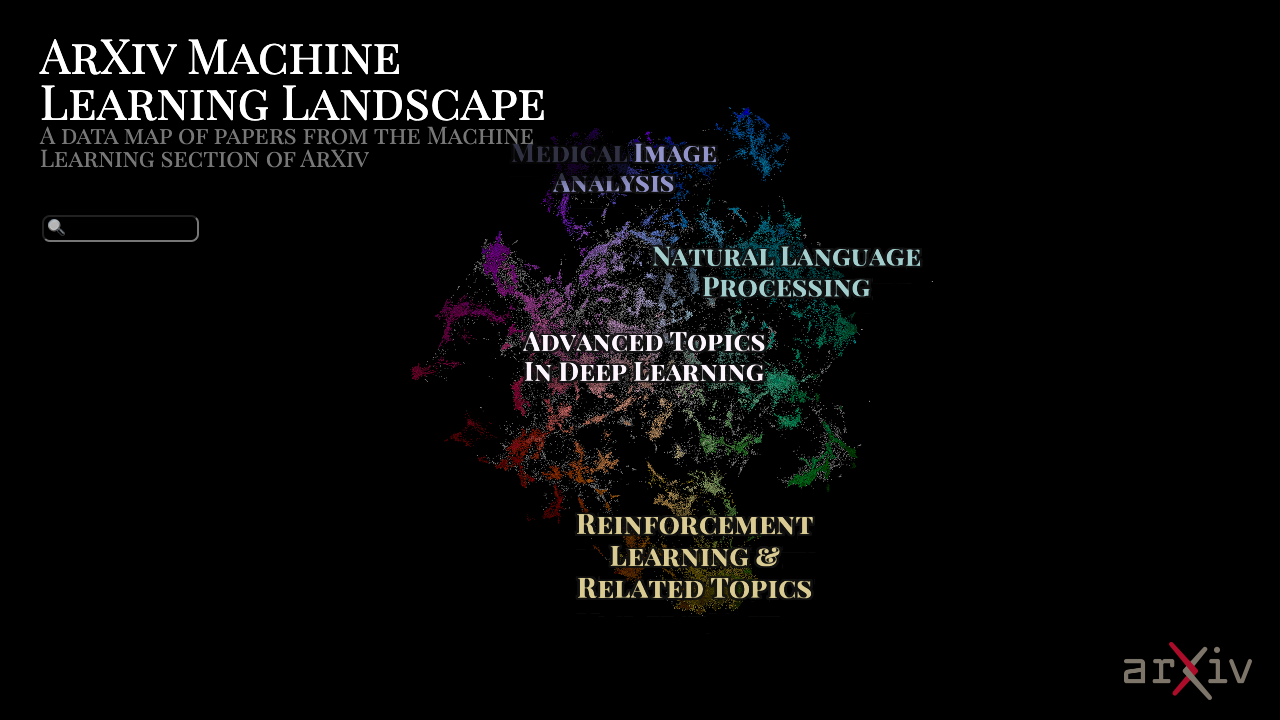 ArXiv Machine
Learning Landscape
A data map of papers from the Machine
Learning section of ArXiv
Medical Image
Analysis
Natural Language
Processing
Advanced Topics
In Deep Learning
Reinforcement
Learning &
Related Topics
arXiv